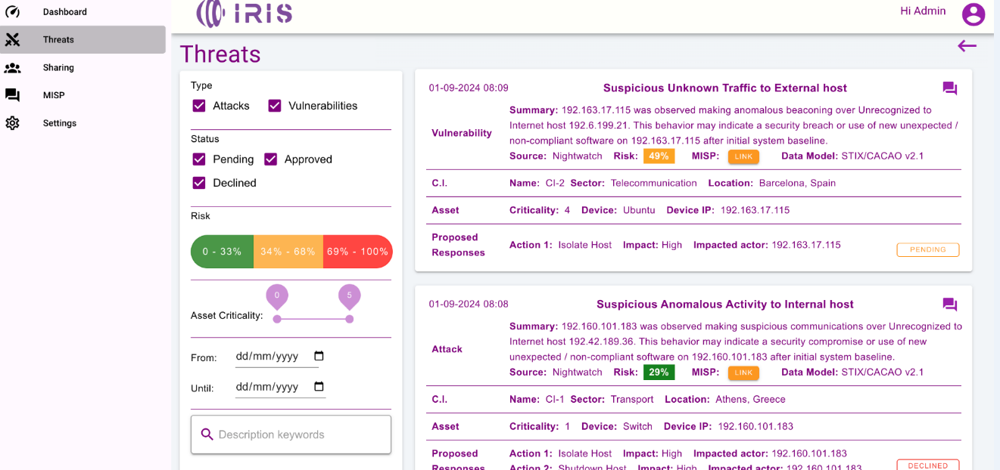 Dashboard
Threats
Sharing
MISP
Settings
IRIS
Hi Admin
Threats
Type
Attacks Vulnerabilities
Status
Pending Approved
Declined
Risk
0 - 33% 34% - 68% 69% - 100%
0 5
Asset Criticality:
From: dd/mm/yyyy
Until: dd/mm/yyyy
Description keywords
01-09-2024 08:09 Suspicious Unknown Traffic to External host
Vulnerability
Summary: 192.163.17.115 was observed making anomalous beaconing over Unrecognized to
Internet host 192.6.199.21. This behavior may indicate a security breach or use of new unexpected /
non-compliant software on 192.163.17.115 after initial system baseline.
Source: Nightwatch Risk: 49% MISP: LINK Data Model: STIX/CACAO v2.1
C.I. Name: CI-2 Sector: Telecommunication Location: Barcelona, Spain
Asset Criticality: 4 Device: Ubuntu Device IP: 192.163.17.115
Proposed
Responses
Action 1: Isolate Host Impact: High Impacted actor: 192.163.17.115
PENDING
01-09-2024 08:08 Suspicious Anomalous Activity to Internal host
Attack
Summary: 192.160.101.183 was observed making suspicious communications over Unrecognized to
Internet host 192.42.189.36. This behavior may indicate a security compromise or use of new
unexpected / non-compliant software on 192.160.101.183 after initial system baseline.
Source: Nightwatch Risk: 29% MISP: LINK Data Model: STIX/CACAO v2.1
C.I. Name: CI-1 Sector: Transport Location: Athens, Greece
Asset Criticality: 1 Device: Switch Device IP: 192.160.101.183
Proposed
Responses
Action 1: Isolate Host Impact: High Impacted actor: 192.160.101.183
Action 2: Shutdown Host Impact: High Impacted actor: 192.160.101.183
DECLINED